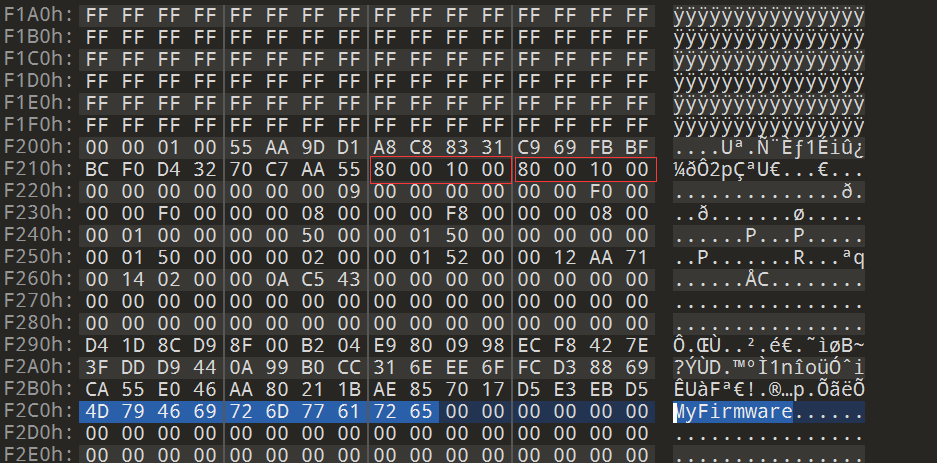 F1A0h: FF FF FF FF FF FF FF FF FF FF FF FF FF FF FF FF ÿÿÿÿÿÿÿÿÿÿÿÿÿÿÿÿ
F1B0h: FF FF FF FF FF FF FF FF FF FF FF FF FF FF FF FF ÿÿÿÿÿÿÿÿÿÿÿÿÿÿÿÿ
F1C0h: FF FF FF FF FF FF FF FF FF FF FF FF FF FF FF FF ÿÿÿÿÿÿÿÿÿÿÿÿÿÿÿÿ
F1D0h: FF FF FF FF FF FF FF FF FF FF FF FF FF FF FF FF ÿÿÿÿÿÿÿÿÿÿÿÿÿÿÿÿ
F1E0h: FF FF FF FF FF FF FF FF FF FF FF FF FF FF FF FF ÿÿÿÿÿÿÿÿÿÿÿÿÿÿÿÿ
F1F0h: FF FF FF FF FF FF FF FF FF FF FF FF FF FF FF FF ÿÿÿÿÿÿÿÿÿÿÿÿÿÿÿÿ
F200h: 00 00 01 00 55 AA 9D D1 A8 C8 83 31 C9 69 FB BF ....Uª.Ñ¨Èƒ1Éiû¿
F210h: BC F0 D4 32 70 C7 AA 55 80 00 10 00 80 00 10 00 ¼ðÔ2pÇªU€...€...
F220h: 00 00 00 00 00 00 00 09 00 00 00 00 00 00 F0 00 ..............ð.
F230h: 00 00 F0 00 00 00 08 00 00 00 F8 00 00 00 08 00 ..ð.......ø.....
F240h: 00 01 00 00 00 00 50 00 00 01 50 00 00 00 00 00 ......P...P.....
F250h: 00 01 50 00 00 00 02 00 00 01 52 00 00 12 AA 71 ..P.......R...ªq
F260h: 00 14 02 00 00 0A C5 43 00 00 00 00 00 00 00 00 ......ÅC........
F270h: 00 00 00 00 00 00 00 00 00 00 00 00 00 00 00 00 ................
F280h: 00 00 00 00 00 00 00 00 00 00 00 00 00 00 00 00 ................
F290h: D4 1D 8C D9 8F 00 B2 04 E9 80 09 98 EC F8 42 7E Ô.ŒÙ..².é€.˜ìøB~
F2A0h: 3F DD D9 44 0A 99 B0 CC 31 6E EE 6F FC D3 88 69 ?ÝÙD.™°Ì1nîoüÓˆi
F2B0h: CA 55 E0 46 AA 80 21 1B AE 85 70 17 D5 E3 EB D5 ÊUàFª€!.®…p.ÕãëÕ
F2C0h: 4D 79 46 69 72 6D 77 61 72 65 00 00 00 00 00 00 MyFirmware......
F2D0h: 00 00 00 00 00 00 00 00 00 00 00 00 00 00 00 00 ................
F2E0h: 00 00 00 00 00 00 00 00 00 00 00 00 00 00 00 00 ................